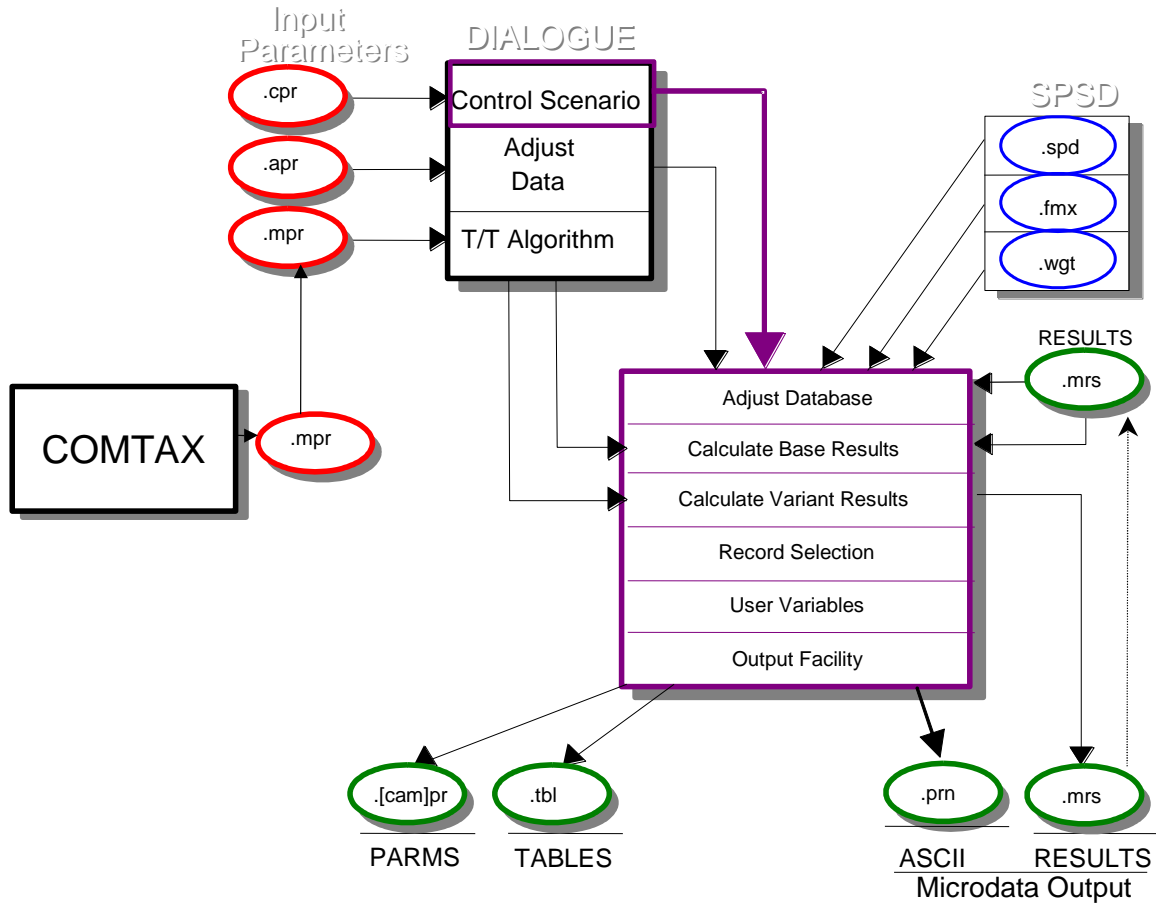 Input
Parameters
DIALOGUE
.cpr
.apr
.mpr
Control Scenario
Adjust
Data
T/T Algorithm
SPSD
.spd
.fmx
.wgt
RESULTS
.mrs
COMTAX
.mpr
Adjust Database
Calculate Base Results
Calculate Variant Results
Record Selection
User Variables
Output Facility
.[cam]pr
PARMS
.tbl
TABLES
.prn
ASCII
.mrs
RESULTS
Microdata Output